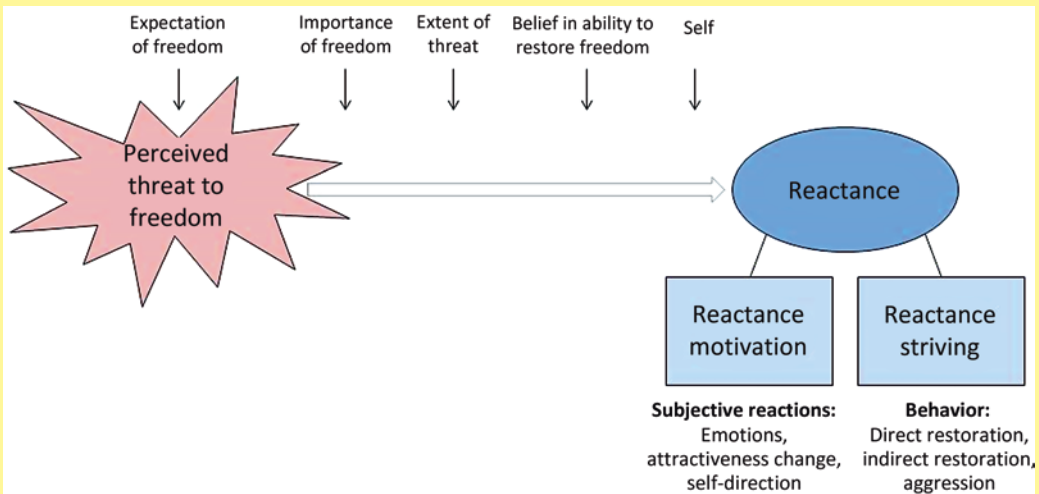 Expectation
of freedom
Importance
of freedom
Extent of
threat
Belief in ability to
restore freedom
Self
Perceived
threat to
freedom
Reactance
Reactance
motivation
Reactance
striving
Subjective reactions:
Emotions,
attractiveness change,
self-direction
Behavior:
Direct restoration,
indirect restoration,
aggression